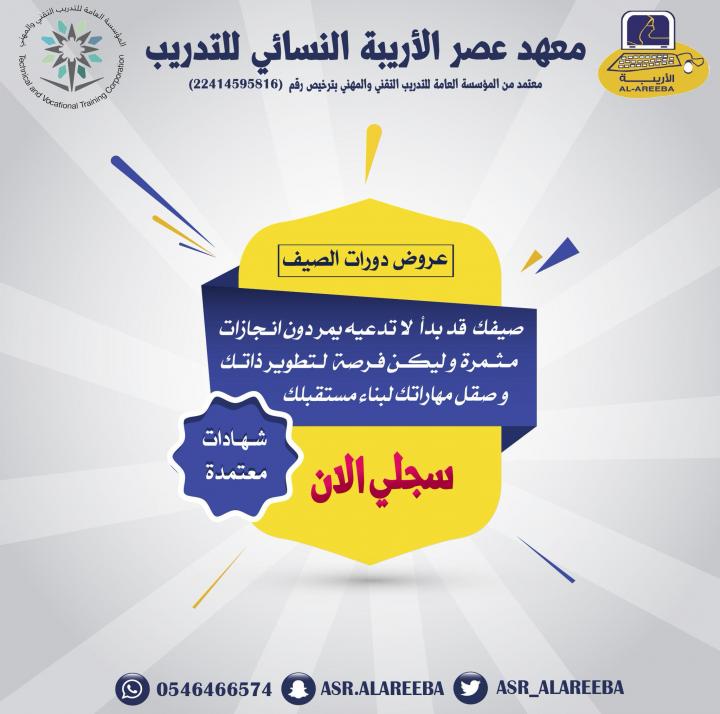 المؤسسة العامة للتدريب التقني والمهني
Technical and Vocational Training Corporation
معهد عصر الأريبة النسائي للتدريب
معتمد من المؤسسة العامة للتدريب التقني والمهني بترخيص رقم (22414595816)
الأريبة
AL-AREEBA
عروض دورات الصيف
صيفك قد بدأ لا تدعيه يمر دون انجازات
مثمرة وليكن فرصة لتطوير ذاتك
و صقل مهاراتك لبناء مستقبلك
شهادات
معتمدة
سجلي الان
0546466574
ASR.ALAREEBA
ASR_ALAREEBA